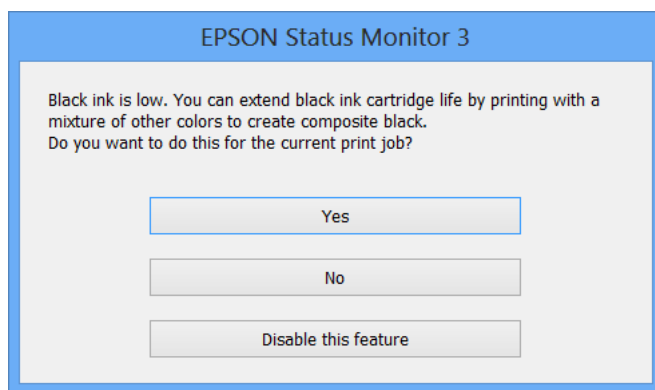 EPSON Status Monitor 3
Black ink is low. You can extend black ink cartridge life by printing with a
mixture of other colors to create composite black.
Do you want to do this for the current print job?
Yes
No
Disable this feature